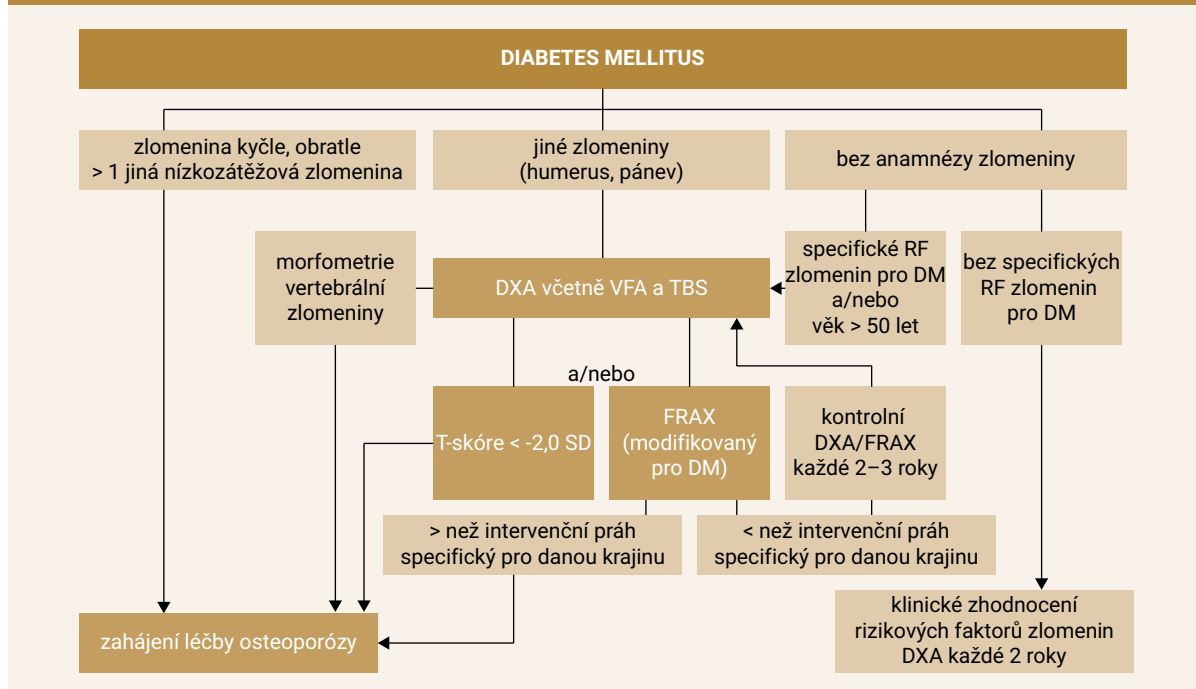 DIABETES MELLITUS
zlomenina kyčle, obratle
> 1 jiná nízkozátěžová zlomenina
jiné zlomeniny
(humerus, pánev)
bez anamnézy zlomeniny
morfometrie
vertebrální
zlomeniny
DXA včetně VFA a TBS
specifické RF
zlomenin pro DM
a/nebo
věk > 50 let
bez specifických
RF zlomenin
pro DM
a/nebo
T-skóre < -2,0 SD
FRAX
(modifikovaný
pro DM)
kontrolní
DXA/FRAX
každé 2–3 roky
> než intervenční práh
specifický pro danou krajinu
< než intervenční práh
specifický pro danou krajinu
zahájení léčby osteoporózy
klinické zhodnocení
rizikových faktorů zlomenin
DXA každé 2 roky